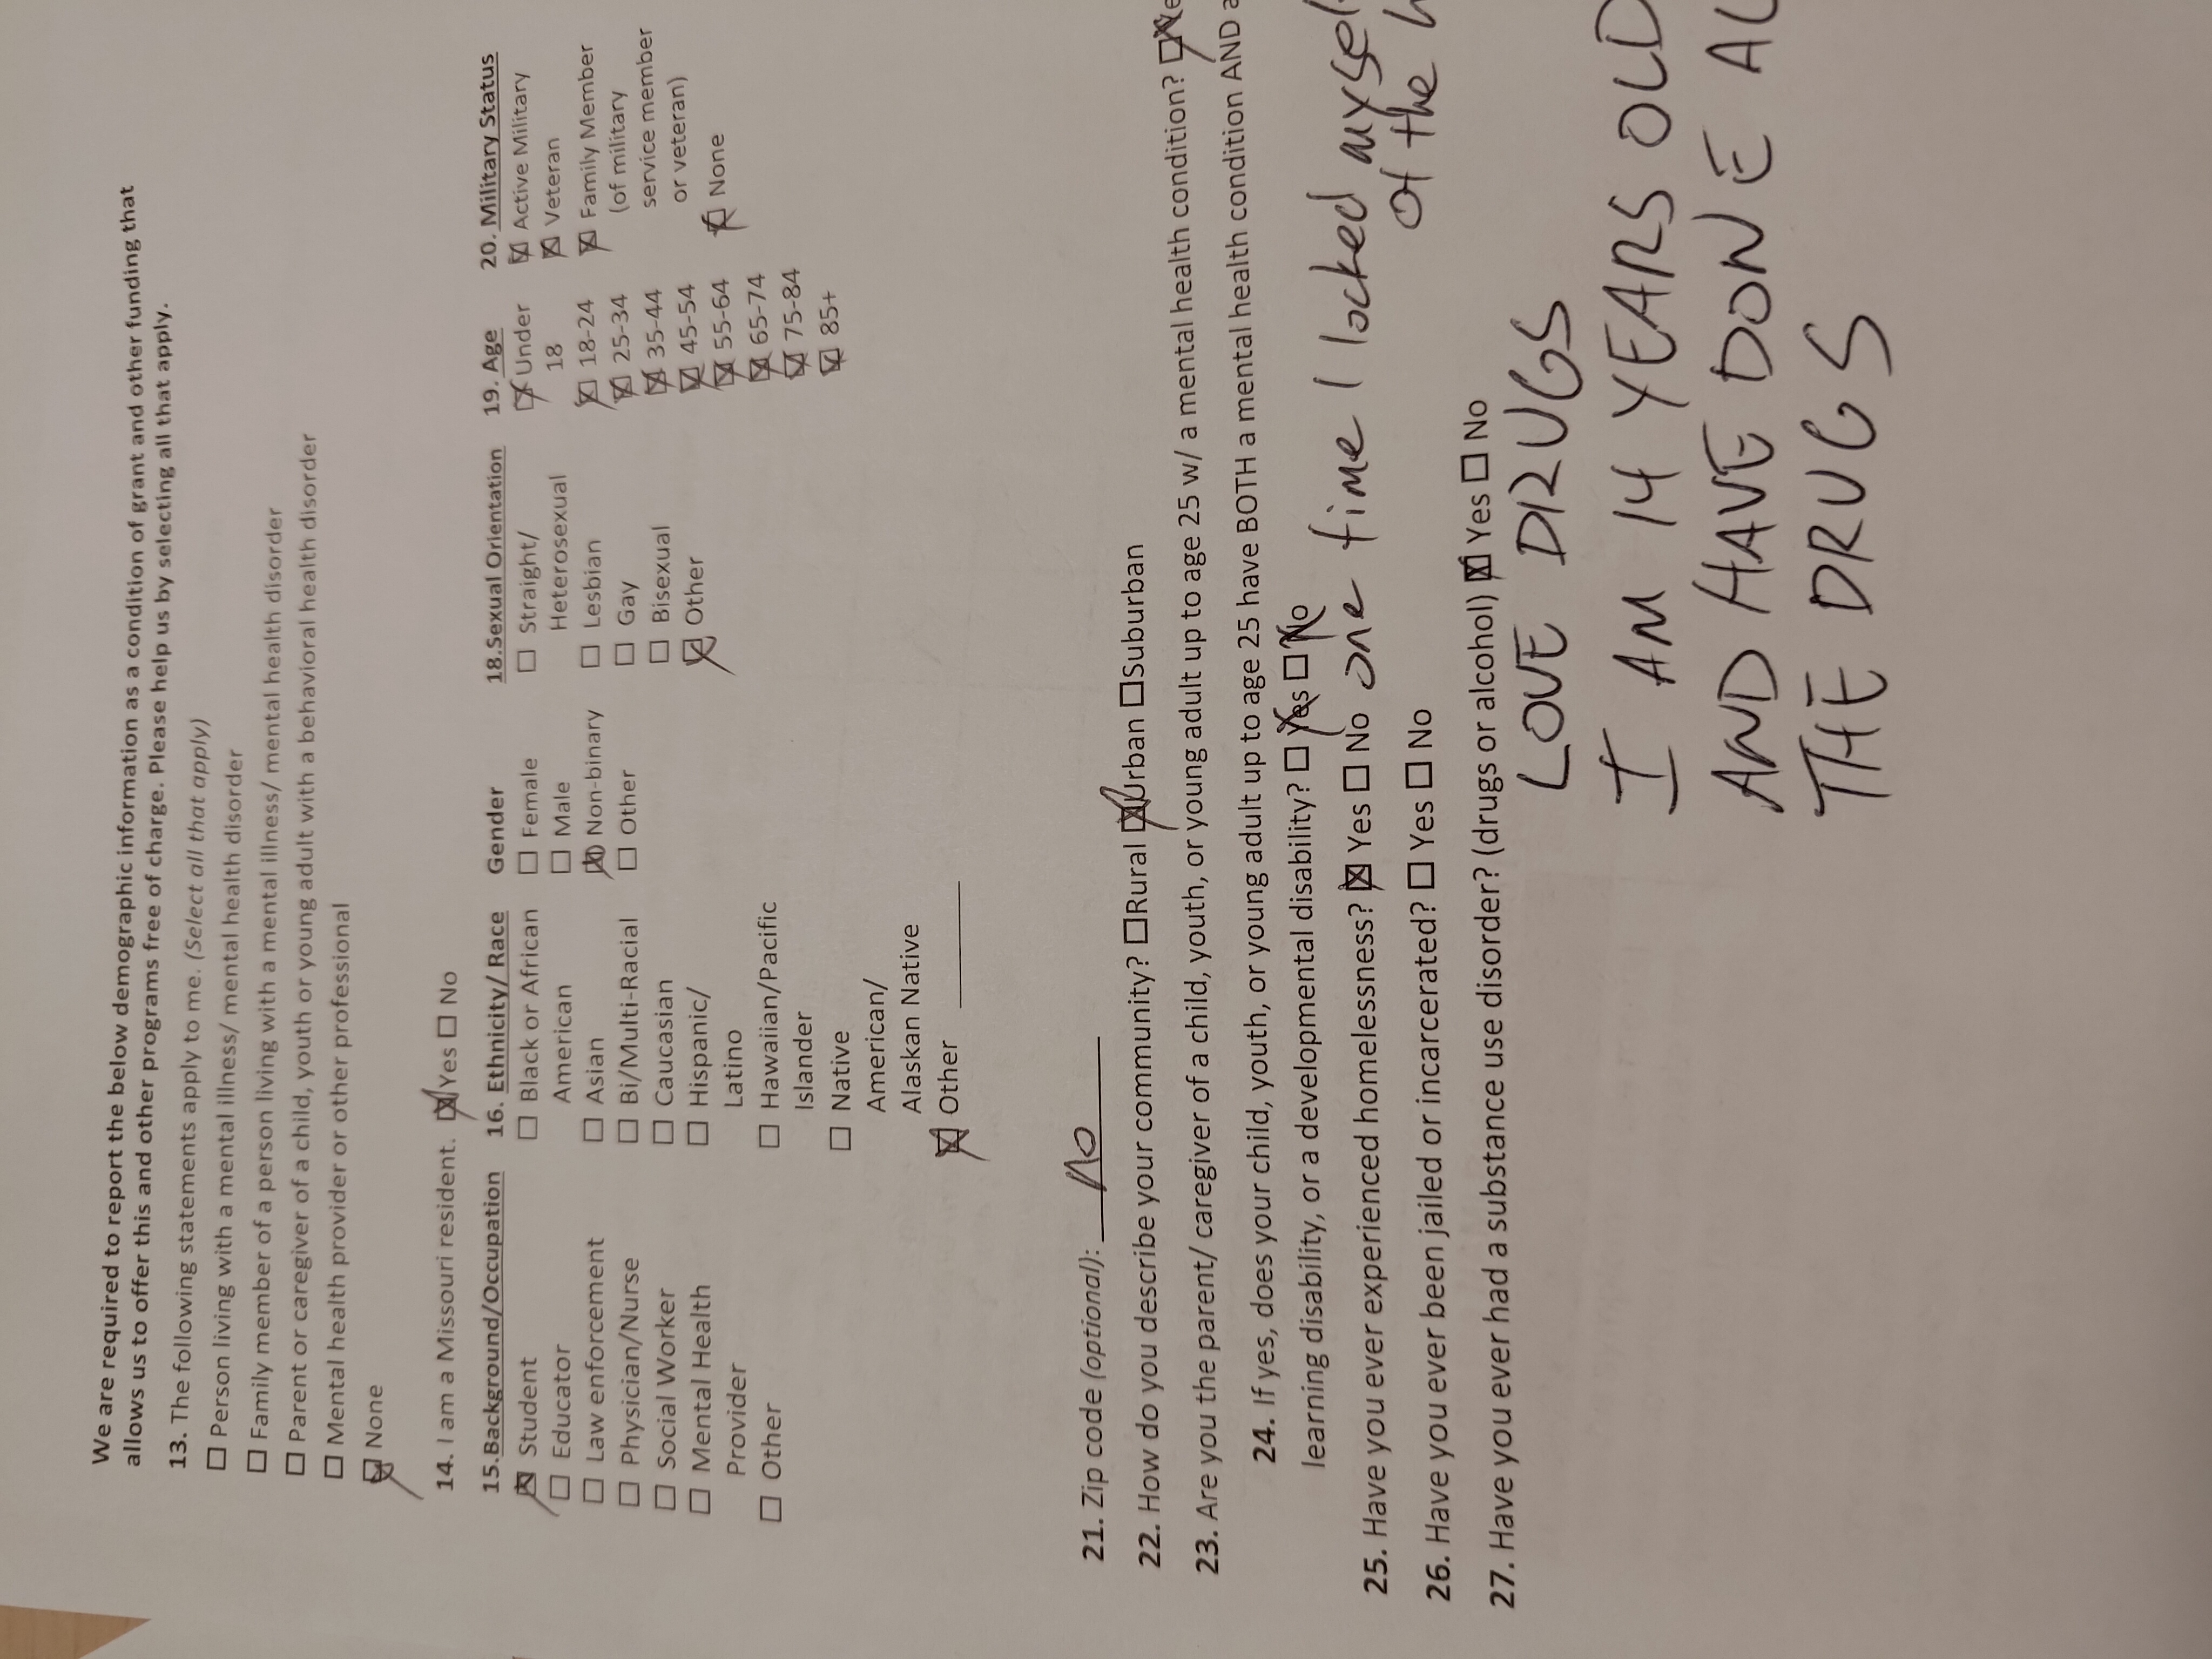 We are required to report the below demographic information as a condition of grant and other funding that
allows us to offer this and other programs free of charge. Please help us by selecting all that apply.
13. The following statements apply to me. (Select all that apply)
Person living with a mental illness/ mental health disorder
Family member of a person living with a mental illness/ mental health disorder
Parent or caregiver of a child, youth or young adult with a behavioral health disorder
Mental health provider or other professional
None
14. I am a Missouri resident. Yes No
15.Background/Occupation
Student
Educator
Law enforcement
Physician/Nurse
Social Worker
Mental Health
Provider
Other
16. Ethnicity/ Race
Black or African
American
Asian
Bi/Multi-Racial
Caucasian
Hispanic/
Latino
Hawaiian/Pacific
Islander
Native
American/
Alaskan Native
Other
Gender
Female
Male
Non-binary
Other
18.Sexual Orientation
Straight/
Heterosexual
Lesbian
Gay
Bisexual
Other
19. Age
Under
18
18-24
25-34
35-44
45-54
55-64
65-74
75-84
85+
20. Military Status
Active Military
Veteran
Family Member
(of military
service member
or veteran)
None
21. Zip code (optional): No
22. How do you describe your community? Rural Urban Suburban
23. Are you the parent/ caregiver of a child, youth, or young adult up to age 25 w/ a mental health condition? Ye
24. If yes, does your child, youth, or young adult up to age 25 have BOTH a mental health condition AND a
learning disability, or a developmental disability? Yes No
25. Have you ever experienced homelessness? Yes No one time I locked mysel
of the h
26. Have you ever been jailed or incarcerated? Yes No
27. Have you ever had a substance use disorder? (drugs or alcohol) Yes No
LOVE DRUGS
I AM 14 YEARS OLD
AND HAVE DONE AL
THE DRUGS